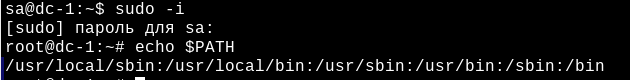 sa@dc-1:~$ sudo -i
[sudo] пароль для sa:
root@dc-1:~# echo $PATH
/usr/local/sbin:/usr/local/bin:/usr/sbin:/usr/bin:/sbin:/bin